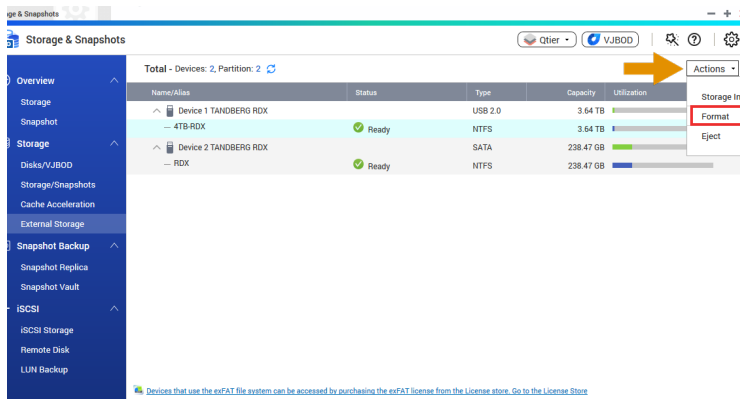 ge & Snapshots
Storage & Snapshots
Qtier
VJBOD
Total - Devices: 2, Partition: 2
Actions
Overview
Storage
Snapshot
Storage
Disks/VJBOD
Storage/Snapshots
Cache Acceleration
External Storage
Snapshot Backup
Snapshot Replica
Snapshot Vault
iSCSI
iSCSI Storage
Remote Disk
LUN Backup
Name/Alias Status Type Capacity Utilization
Device 1 TANDBERG RDX USB 2.0 3.64 TB
4TB-RDX Ready NTFS 3.64 TB
Device 2 TANDBERG RDX SATA 238.47 GB
RDX Ready NTFS 238.47 GB
Storage In
Format
Eject
Devices that use the exFAT file system can be accessed by purchasing the exFAT license from the License store. Go to the License Store